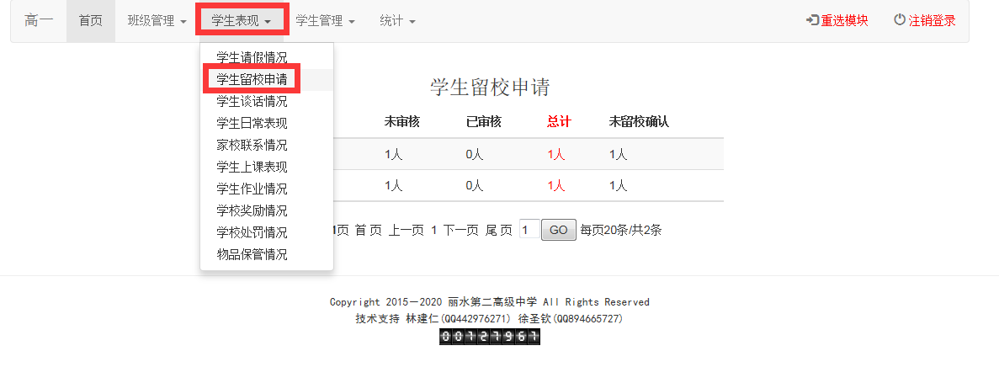 高一 首页 班级管理 学生表现 学生管理 统计 重选模块 注销登录
学生请假情况
学生留校申请
学生谈话情况
学生日常表现
家校联系情况
学生上课表现
学生作业情况
学校奖励情况
学校处罚情况
物品保管情况
学生留校申请
未审核 已审核 总计 未留校确认
1人 0人 1人 1人
1人 0人 1人 1人
1页 首 页 上一页 1 下一页 尾 页 1 GO 每页20条/共2条
Copyright 2015-2020 丽水第二高级中学 All Rights Reserved
技术支持 林建仁(QQ442976271) 徐圣钦(QQ894665727)
00727967